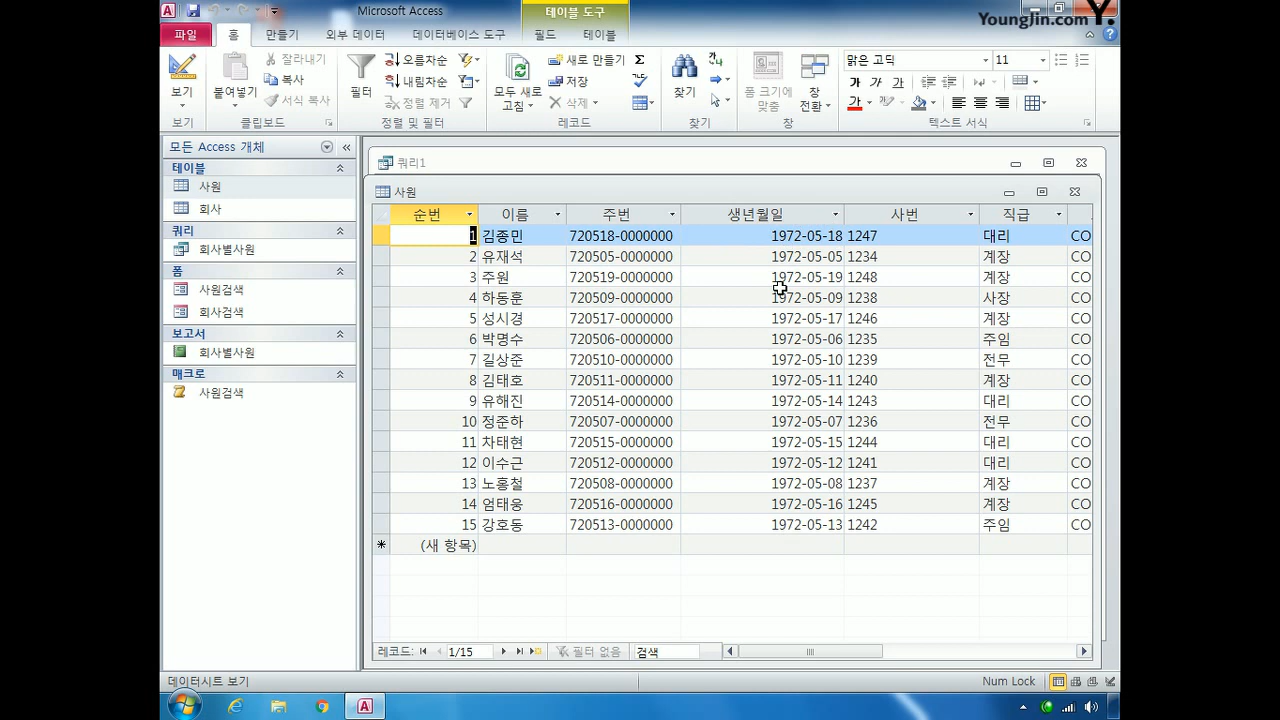 Microsoft Access
테이블 도구
YoungJin.com Y.
파일 홈 만들기 외부 데이터 데이터베이스 도구 필드 테이블
보기 붙여넣기 잘라내기 복사 서식 복사 필터 오름차순 내림차순 정렬 제거 모두 새로 고침 새로 만들기 저장 삭제 찾기 폼 크기에 맞춤 창 전환 맑은 고딕 11
가 가 가
가
보기 클립보드 정렬 및 필터 레코드 찾기 창 텍스트 서식
모든 Access 개체
테이블
사원
회사
쿼리
회사별사원
폼
사원검색
회사검색
보고서
회사별사원
매크로
사원검색
쿼리1
사원
순번 이름 주번 생년월일 사번 직급
1 김종민 720518-0000000 1972-05-18 1247 대리 CO
2 유재석 720505-0000000 1972-05-05 1234 계장 CO
3 주원 720519-0000000 1972-05-19 1248 계장 CO
4 하동훈 720509-0000000 1972-05-09 1238 사장 CO
5 성시경 720517-0000000 1972-05-17 1246 계장 CO
6 박명수 720506-0000000 1972-05-06 1235 주임 CO
7 길상준 720510-0000000 1972-05-10 1239 전무 CO
8 김태호 720511-0000000 1972-05-11 1240 계장 CO
9 유해진 720514-0000000 1972-05-14 1243 대리 CO
10 정준하 720507-0000000 1972-05-07 1236 전무 CO
11 차태현 720515-0000000 1972-05-15 1244 대리 CO
12 이수근 720512-0000000 1972-05-12 1241 대리 CO
13 노홍철 720508-0000000 1972-05-08 1237 계장 CO
14 엄태웅 720516-0000000 1972-05-16 1245 계장 CO
15 강호동 720513-0000000 1972-05-13 1242 주임 CO
(새 항목)
레코드: 1/15 필터 없음 검색
데이터시트 보기 Num Lock